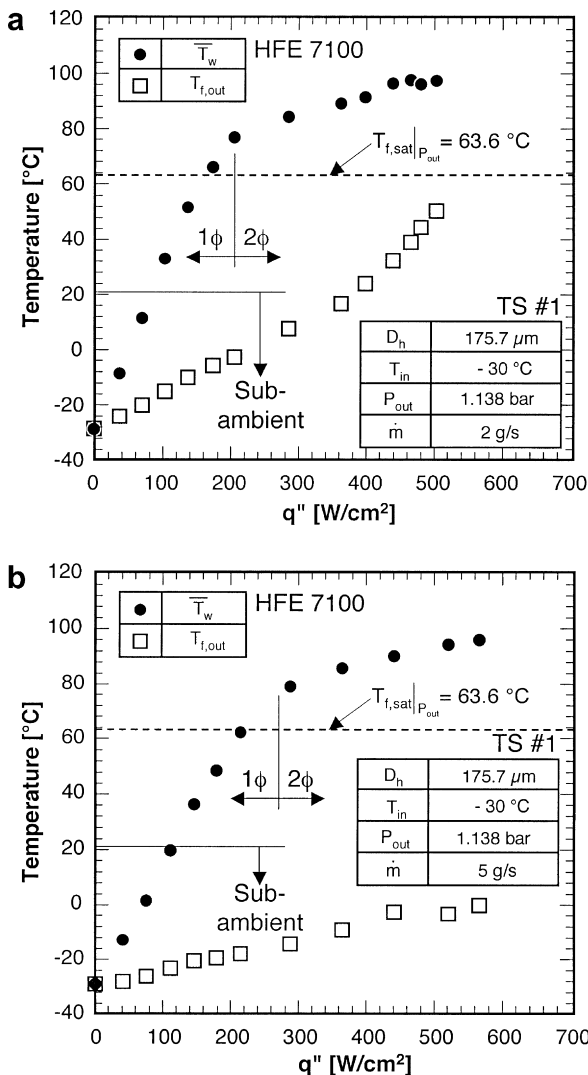 a
120
100
80
60
40
20
0
-20
-40
Temperature [°C]
T̅w
Tf,out
HFE 7100
Tf,sat|Pout = 63.6 °C
1ϕ 2ϕ
Sub-
ambient
TS #1
Dh 175.7 µm
Tin - 30 °C
Pout 1.138 bar
ṁ 2 g/s
0 100 200 300 400 500 600 700
q" [W/cm²]
b
120
100
80
60
40
20
0
-20
-40
Temperature [°C]
T̅w
Tf,out
HFE 7100
Tf,sat|Pout = 63.6 °C
1ϕ 2ϕ
Sub-
ambient
TS #1
Dh 175.7 µm
Tin - 30 °C
Pout 1.138 bar
ṁ 5 g/s
0 100 200 300 400 500 600 700
q" [W/cm²]